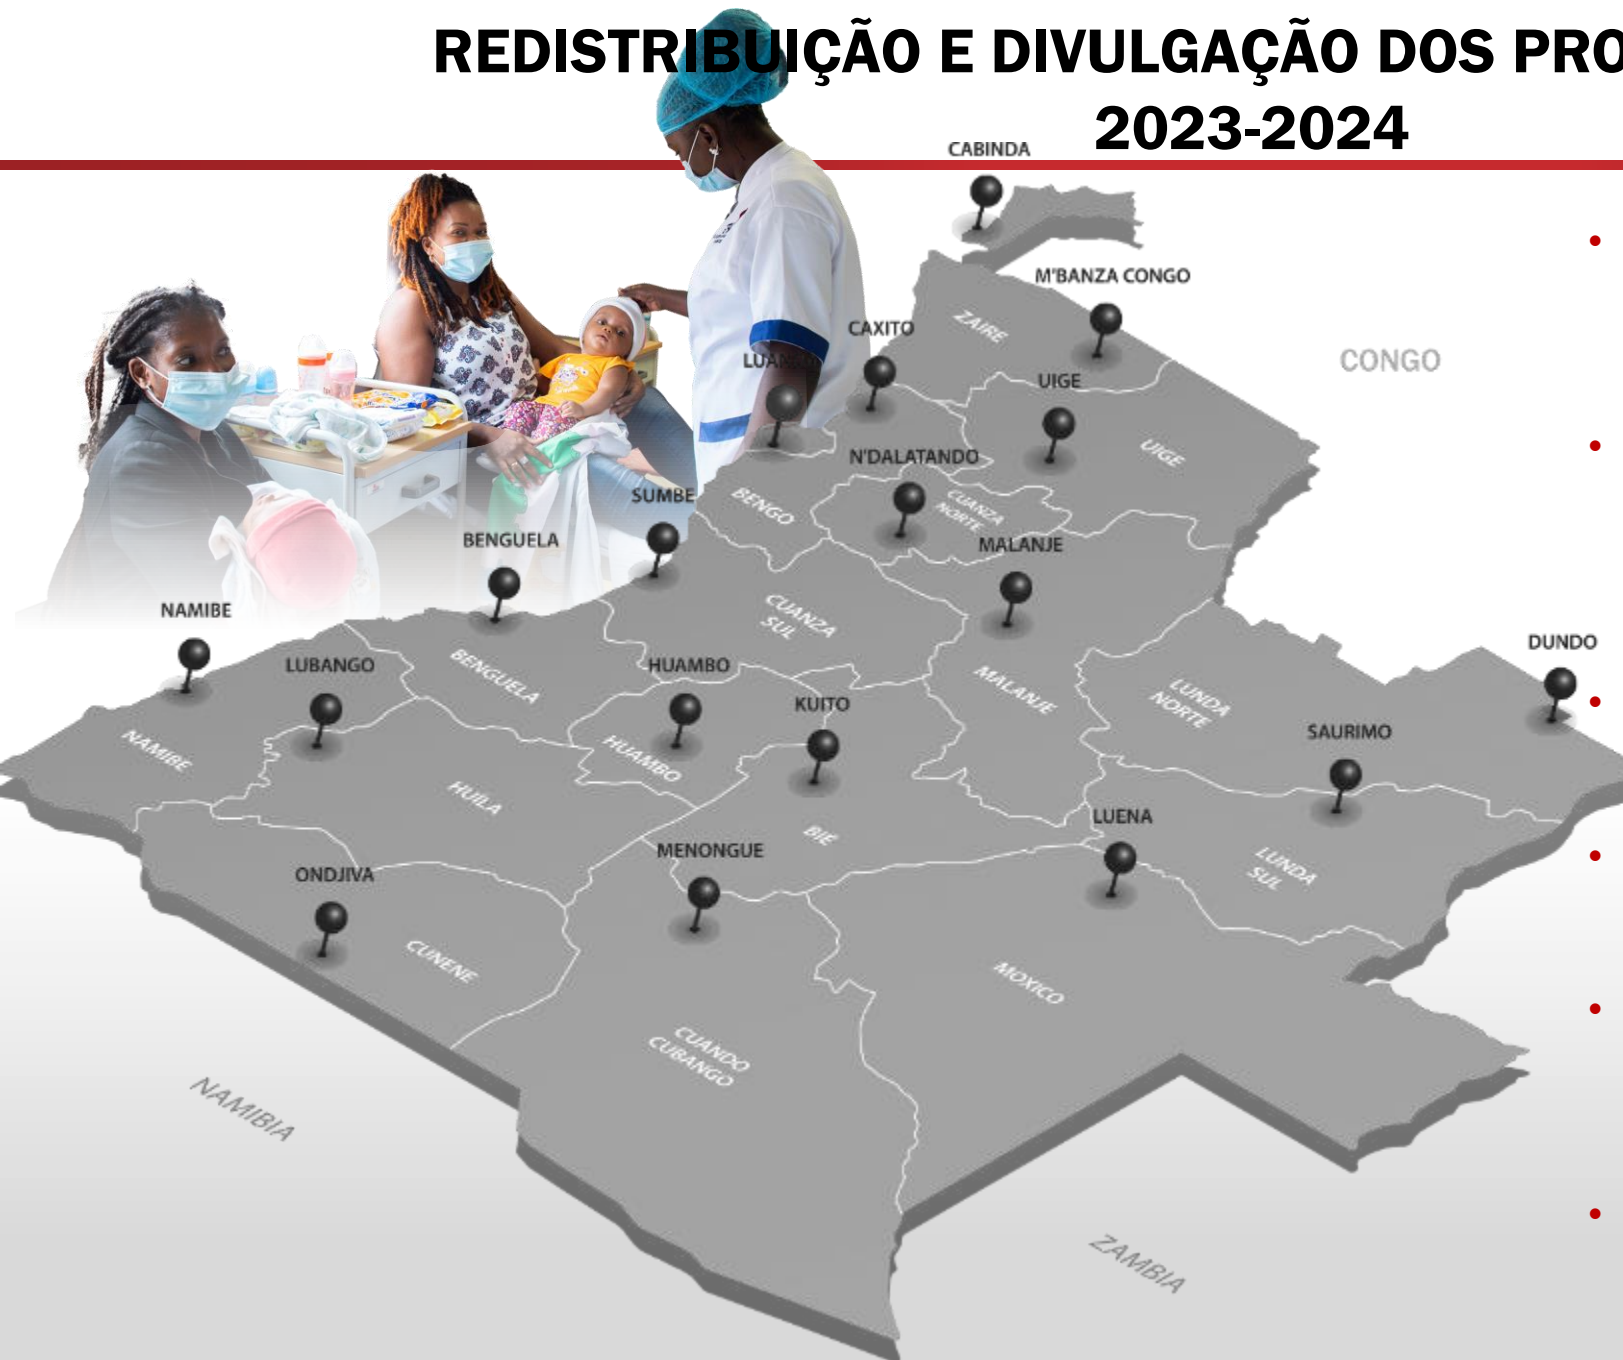 REDISTRIBUIÇÃO E DIVULGAÇÃO DOS PRO
2023-2024
CABINDA
M'BANZA CONGO
ZAIRE
CAXITO
CONGO
UIGE
UIGE
N'DALATANDO
BENGO
CUANZA
NORTE
SUMBE
MALANJE
BENGUELA
NAMIBE
CUANZA
SUL
DUNDO
LUBANGO
BENGUELA
HUAMBO
MALANJE
LUNDA
NORTE
KUITO
SAURIMO
NAMIBE
HUAMBO
HUILA
LUENA
BIE
MENONGUE
LUNDA
SUL
ONDJIVA
CUNENE
MOXICO
CUANDO
CUBANGO
NAMIBIA
ZAMBIA